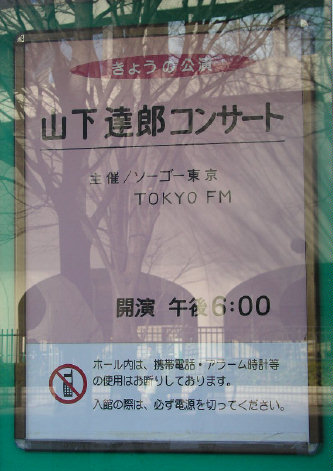 きょうの公演
山下達郎コンサート
主催/ソーゴー東京
TOKYO FM
開演 午後6:00
ホール内は、携帯電話・アラーム時計等
の使用はお断りしております。
入館の際は、必ず電源を切ってください。